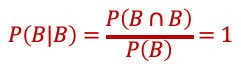 P(B|B) = P(B ∩ B) / P(B) = 1